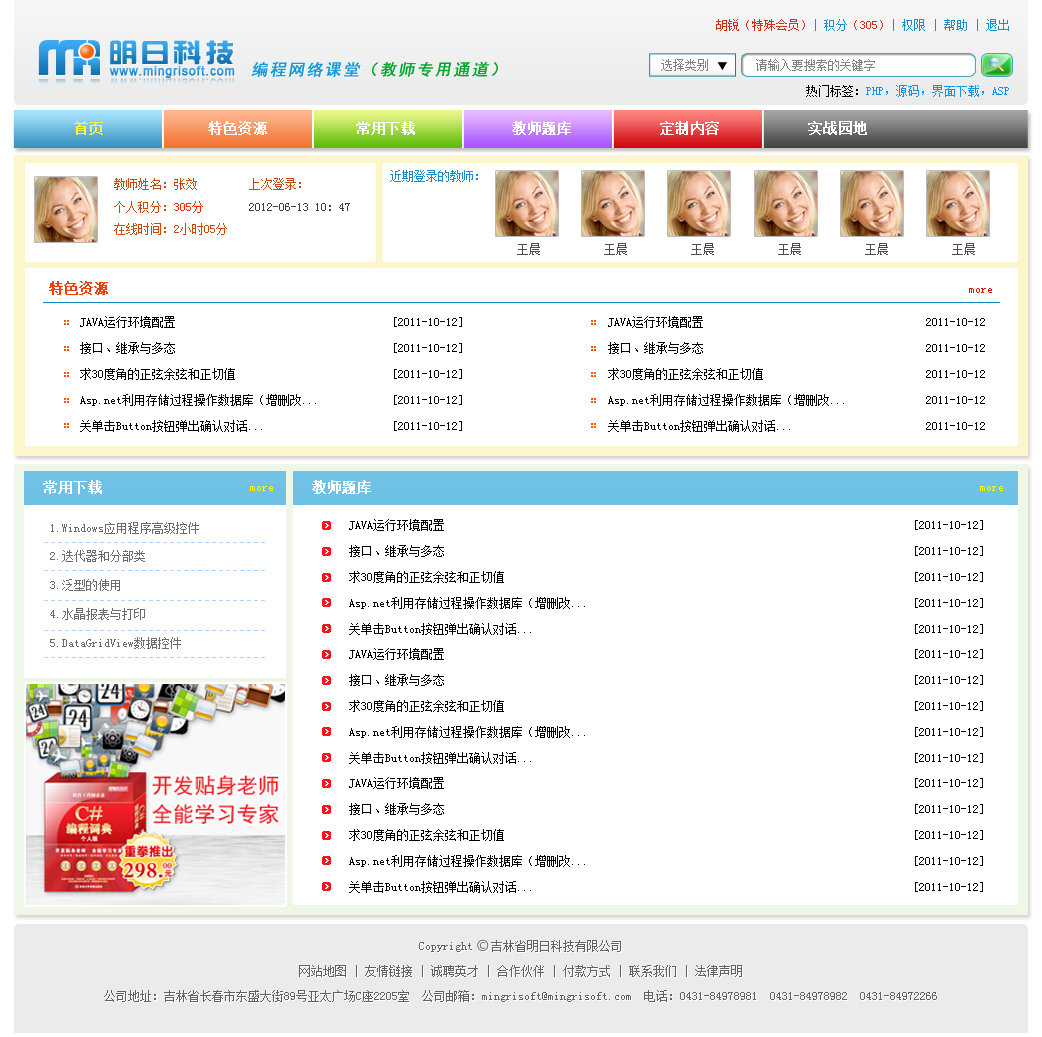 胡锐（特殊会员） | 积分（305） | 权限 | 帮助 | 退出
明日科技
www.mingrisoft.com
编程网络课堂（教师专用通道）
选择类别 ▼ 请输入要搜索的关键字
热门标签：PHP，源码，界面下载，ASP
首页 特色资源 常用下载 教师题库 定制内容 实战园地
教师姓名：张效 上次登录：
个人积分：305分 2012-06-13 10：47
在线时间：2小时05分
近期登录的教师：
王晨 王晨 王晨 王晨 王晨 王晨
特色资源 more
JAVA运行环境配置 [2011-10-12] JAVA运行环境配置 2011-10-12
接口、继承与多态 [2011-10-12] 接口、继承与多态 2011-10-12
求30度角的正弦余弦和正切值 [2011-10-12] 求30度角的正弦余弦和正切值 2011-10-12
Asp.net利用存储过程操作数据库（增删改... [2011-10-12] Asp.net利用存储过程操作数据库（增删改... 2011-10-12
关单击Button按钮弹出确认对话... [2011-10-12] 关单击Button按钮弹出确认对话... 2011-10-12
常用下载 more
1.Windows应用程序高级控件
2.迭代器和分部类
3.泛型的使用
4.水晶报表与打印
5.DataGridView数据控件
24
24
24
开发贴身老师
全能学习专家
C#
编程词典
个人版
重拳推出
298.00元
教师题库 more
JAVA运行环境配置 [2011-10-12]
接口、继承与多态 [2011-10-12]
求30度角的正弦余弦和正切值 [2011-10-12]
Asp.net利用存储过程操作数据库（增删改... [2011-10-12]
关单击Button按钮弹出确认对话... [2011-10-12]
JAVA运行环境配置 [2011-10-12]
接口、继承与多态 [2011-10-12]
求30度角的正弦余弦和正切值 [2011-10-12]
Asp.net利用存储过程操作数据库（增删改... [2011-10-12]
关单击Button按钮弹出确认对话... [2011-10-12]
JAVA运行环境配置 [2011-10-12]
接口、继承与多态 [2011-10-12]
求30度角的正弦余弦和正切值 [2011-10-12]
Asp.net利用存储过程操作数据库（增删改... [2011-10-12]
关单击Button按钮弹出确认对话... [2011-10-12]
Copyright ©吉林省明日科技有限公司
网站地图 | 友情链接 | 诚聘英才 | 合作伙伴 | 付款方式 | 联系我们 | 法律声明
公司地址：吉林省长春市东盛大街89号亚太广场C座2205室 公司邮箱：mingrisoft@mingrisoft.com 电话：0431-84978981 0431-84978982 0431-84972266